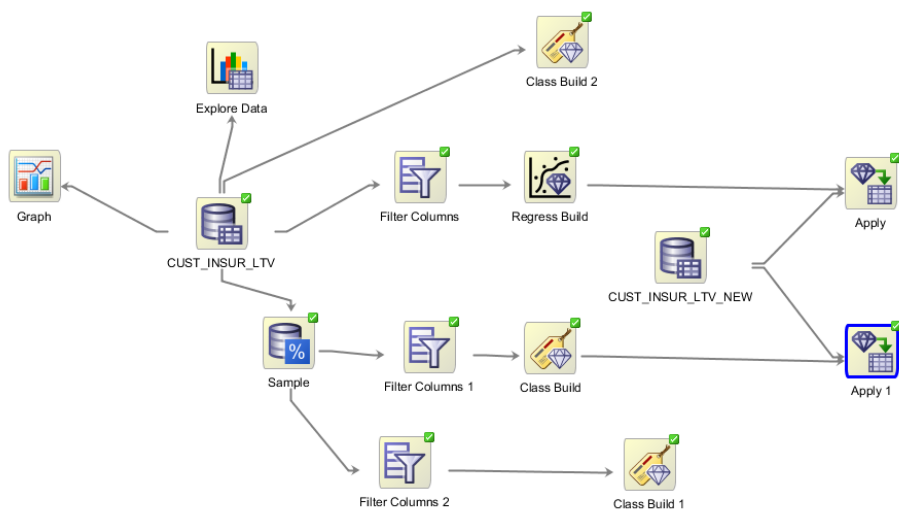 Class Build 2
Explore Data
Graph
Filter Columns
Regress Build
Apply
CUST_INSUR_LTV
CUST_INSUR_LTV_NEW
%
Sample
Filter Columns 1
Class Build
Apply 1
Filter Columns 2
Class Build 1